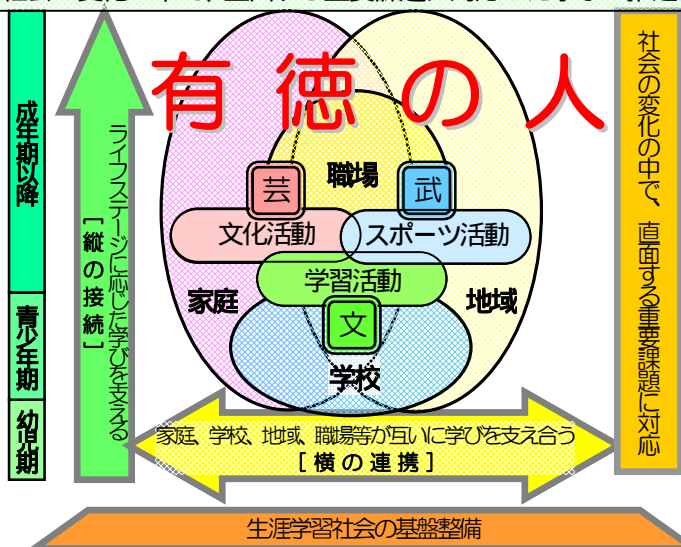 有徳の人
成年期以降
青少年期
幼児期
ライフステージに応じた学びを支える
［縦の接続］
職場
芸
武
文化活動
スポーツ活動
学習活動
家庭
地域
文
学校
社会の変化の中で、直面する重要課題に対応
家庭、学校、地域、職場等が互いに学びを支え合う
［横の連携］
生涯学習社会の基盤整備